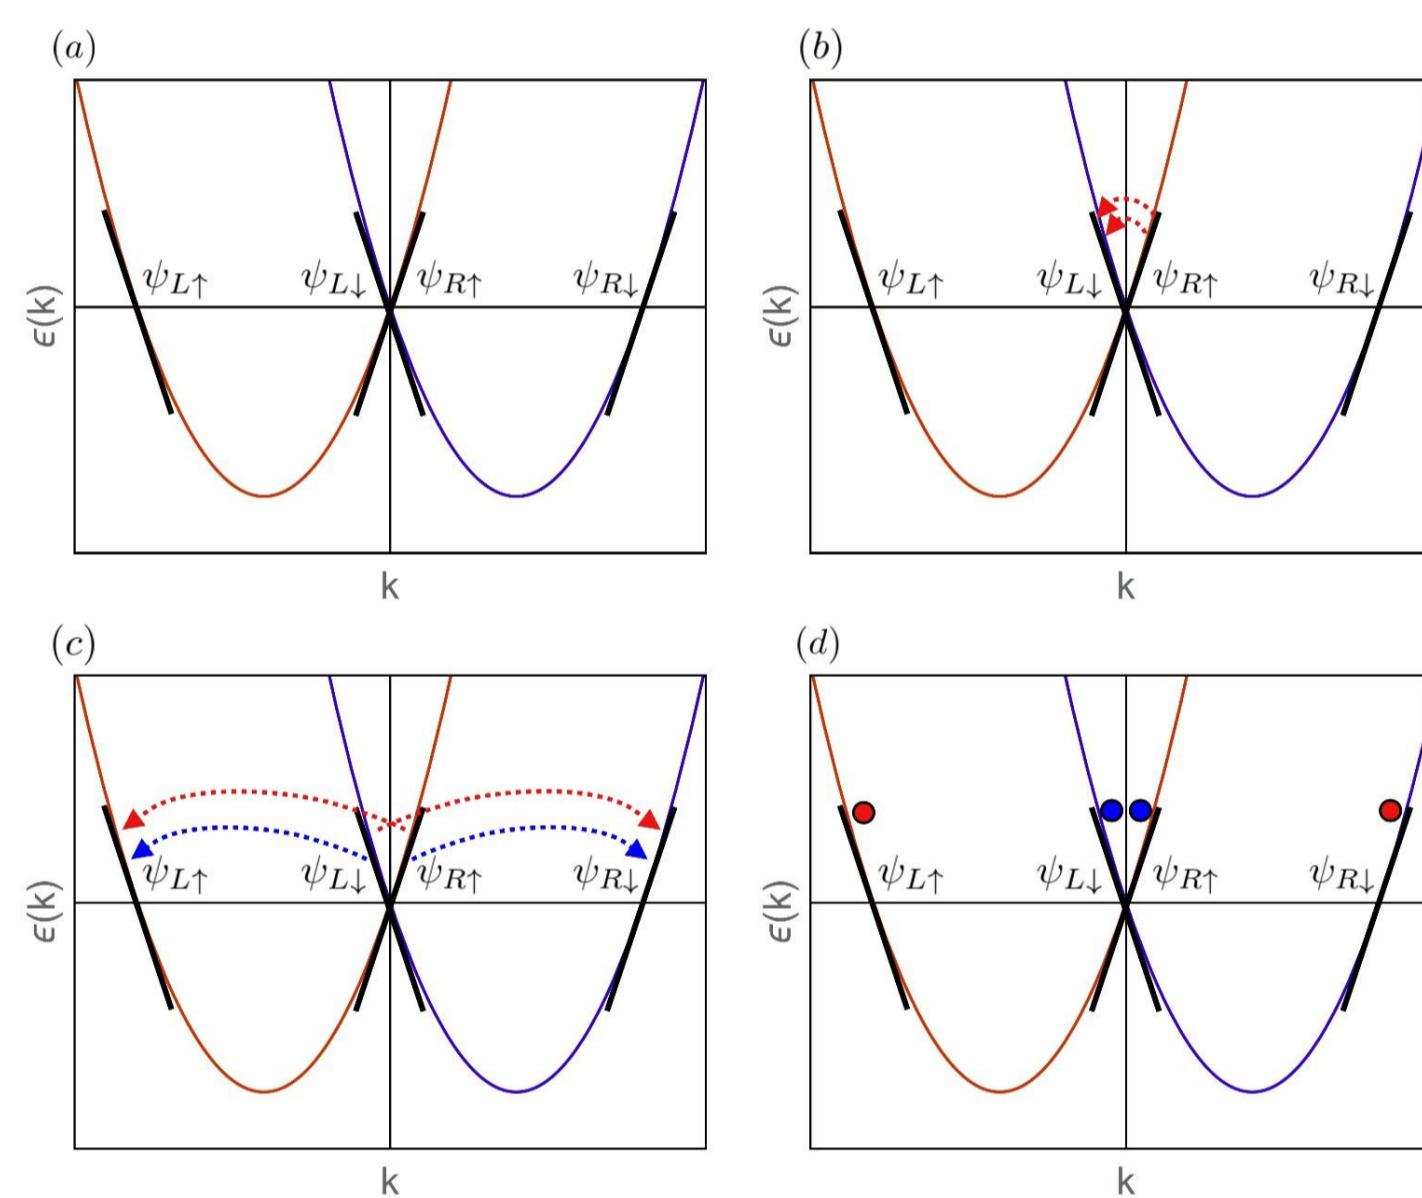 (a)
ψL↑ ψL↓ ψR↑ ψR↓
ϵ(k)
k
(b)
ψL↑ ψL↓ ψR↑ ψR↓
ϵ(k)
k
(c)
ψL↑ ψL↓ ψR↑ ψR↓
ϵ(k)
k
(d)
ψL↑ ψL↓ ψR↑ ψR↓
ϵ(k)
k